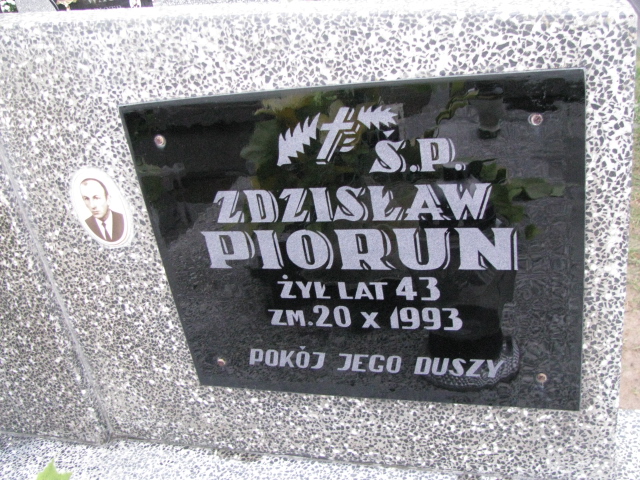 Ś.P.
ZDZISŁAW
PIORUN
ŻYŁ LAT 43
ZM. 20 X 1993
POKÓJ JEGO DUSZY